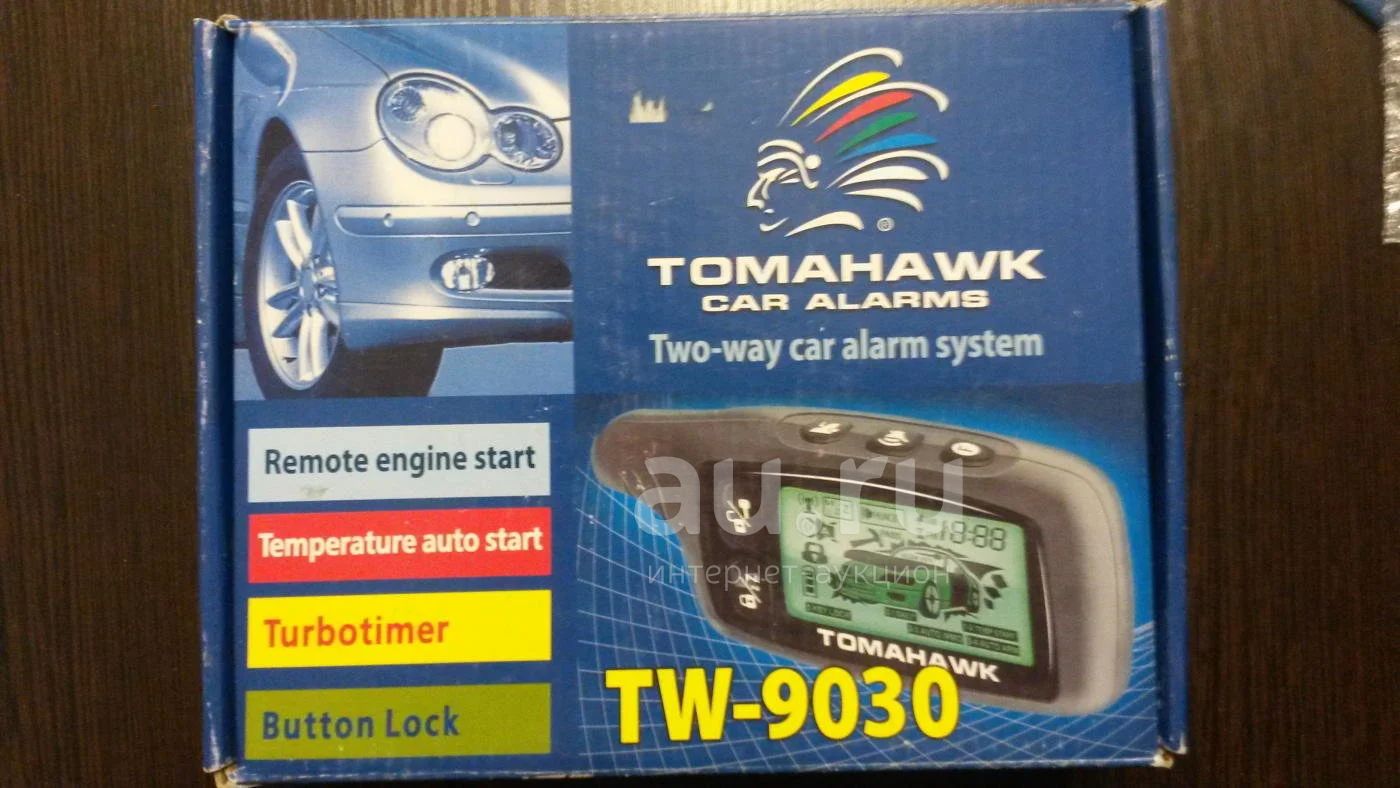 TOMAHAWK
CAR ALARMS
Two-way car alarm system
Remote engine start
Temperature auto start
Turbotimer
Button Lock
au.ru
интернет-аукцион
TOMAHAWK
TW-9030